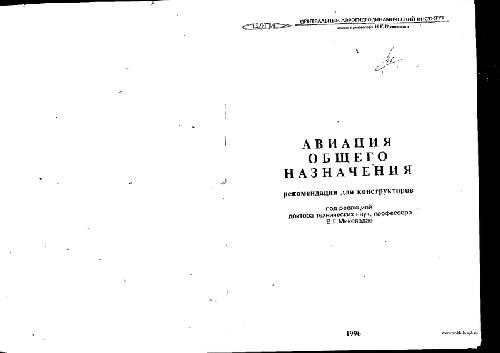 ЦАГИ
ЦЕНТРАЛЬНЫЙ АЭРОГИДРОДИНАМИЧЕСКИЙ ИНСТИТУТ
имени профессора Н.Е.Жуковского
АВИАЦИЯ
ОБЩЕГО
НАЗНАЧЕНИЯ
рекомендации для конструкторов
под редакцией
доктора технических наук, профессора
1996